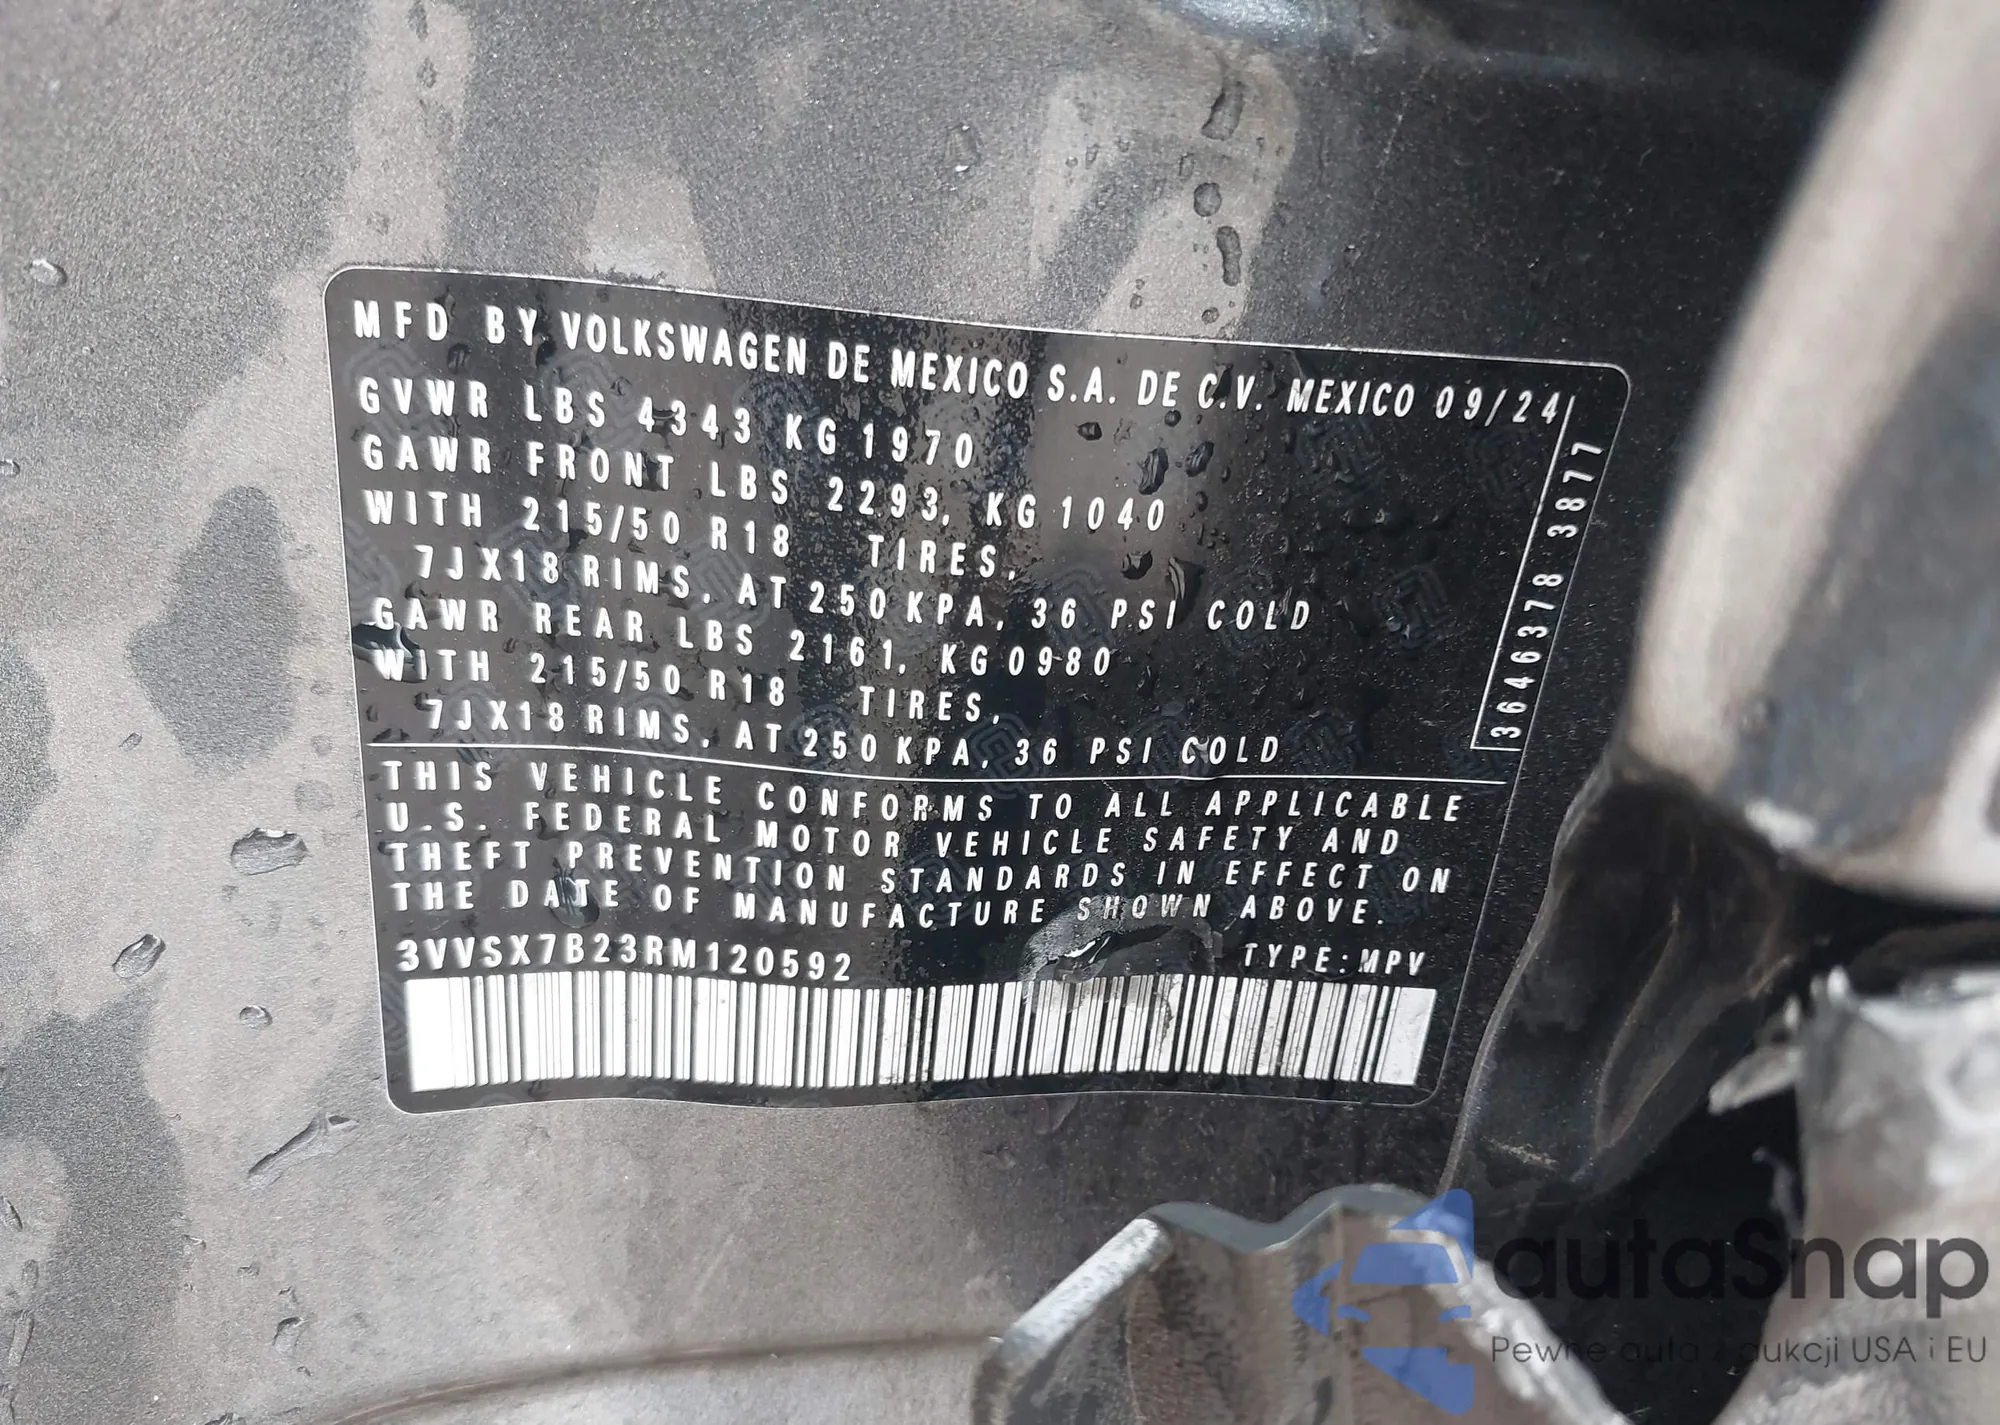 MFD BY VOLKSWAGEN DE MEXICO S.A. DE C.V. MEXICO 09/24
GVWR LBS 4343 KG 1970
GAWR FRONT LBS 2293, KG 1040
WITH 215/50 R18 TIRES,
7JX18 RIMS, AT 250 KPA, 36 PSI COLD
GAWR REAR LBS 2161, KG 0980
WITH 215/50 R18 TIRES,
7JX18 RIMS, AT 250 KPA, 36 PSI COLD
3646378 3877
THIS VEHICLE CONFORMS TO ALL APPLICABLE
U.S. FEDERAL MOTOR VEHICLE SAFETY AND
THEFT PREVENTION STANDARDS IN EFFECT ON
THE DATE OF MANUFACTURE SHOWN ABOVE.
3VVSX7B23RM120592 TYPE:MPV
autaSnap
Pewne auta z aukcji USA i EU